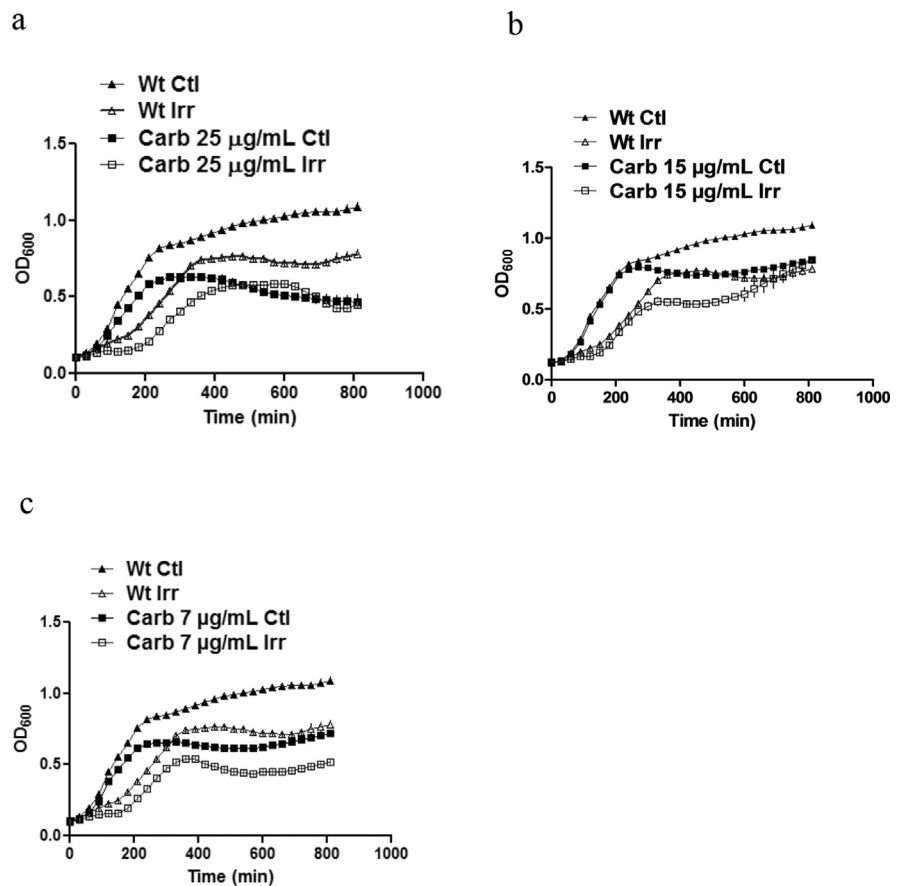 a
Wt Ctl
Wt Irr
Carb 25 μg/mL Ctl
Carb 25 μg/mL Irr
1.5
1.0
0.5
0.0
OD600
0 200 400 600 800 1000
Time (min)
b
Wt Ctl
Wt Irr
Carb 15 μg/mL Ctl
Carb 15 μg/mL Irr
1.5
1.0
0.5
0.0
OD600
0 200 400 600 800 1000
Time (min)
c
Wt Ctl
Wt Irr
Carb 7 μg/mL Ctl
Carb 7 μg/mL Irr
1.5
1.0
0.5
0.0
OD600
0 200 400 600 800 1000
Time (min)